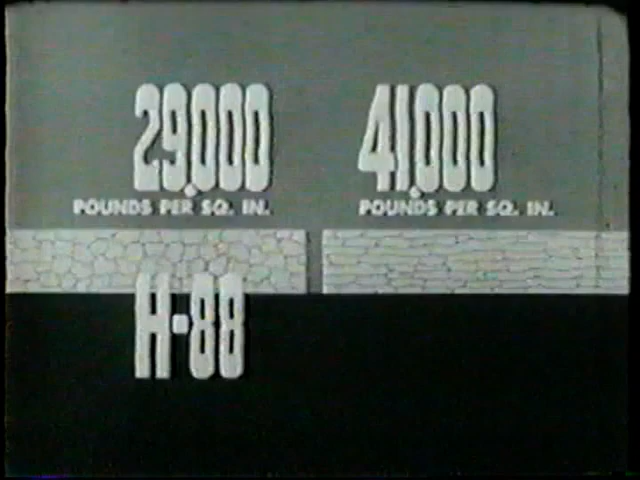 29,000 41,000
POUNDS PER SQ. IN. POUNDS PER SQ. IN.
H-88